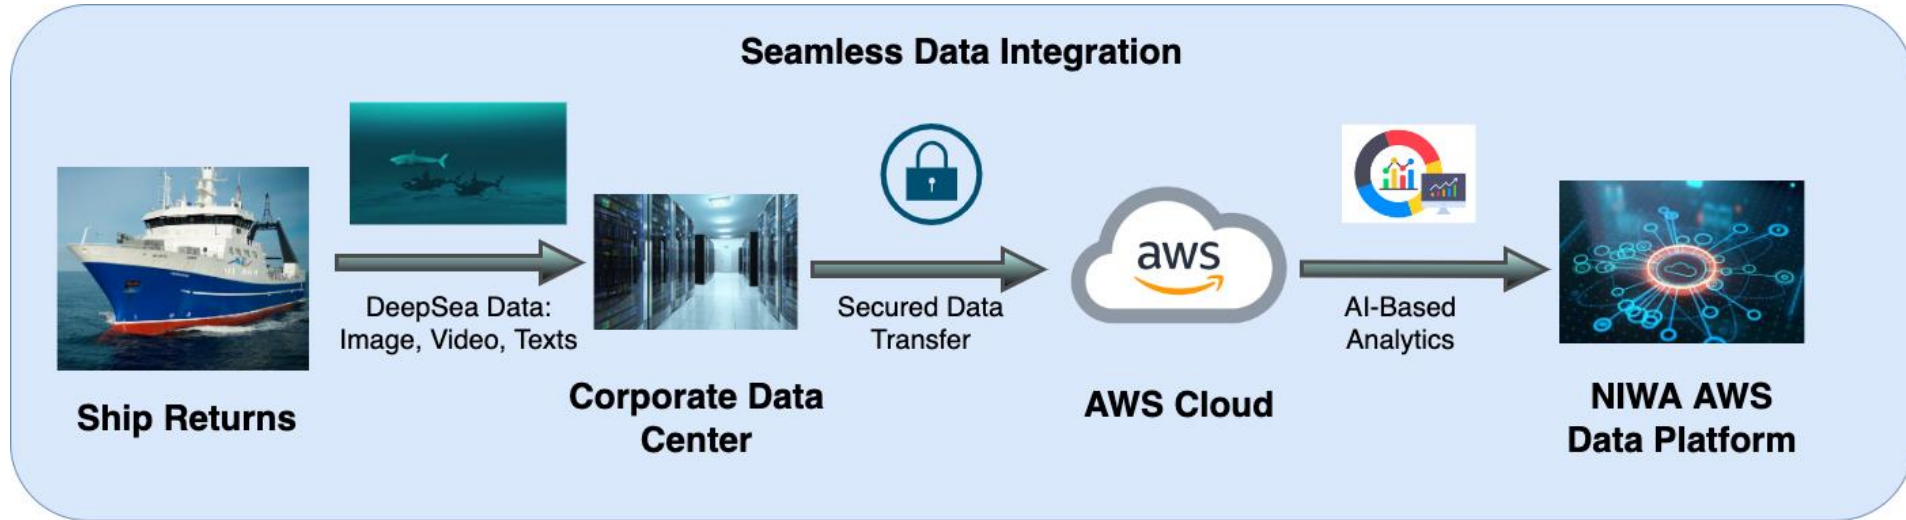 Seamless Data Integration
DeepSea Data:
Image, Video, Texts
Secured Data
Transfer
aws
AI-Based
Analytics
Ship Returns
Corporate Data
Center
AWS Cloud
NIWA AWS
Data Platform